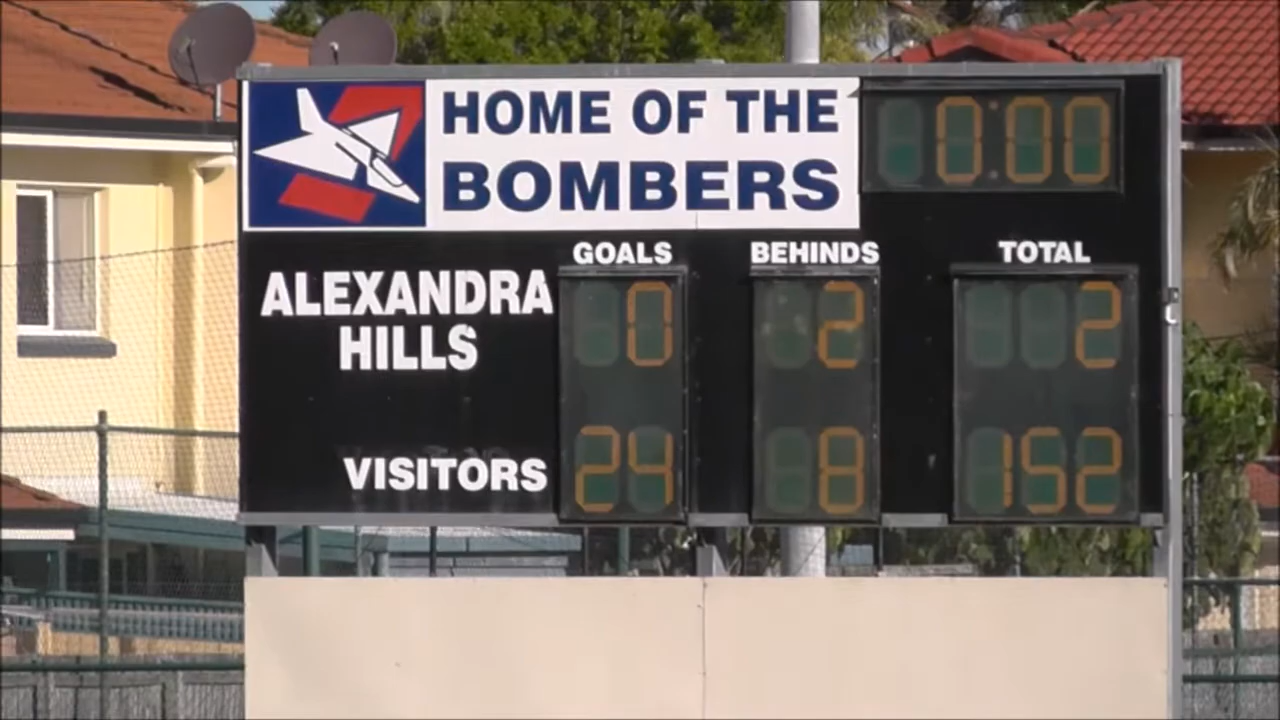 HOME OF THE
BOMBERS
0:00
GOALS BEHINDS TOTAL
ALEXANDRA
HILLS
0 2 2
VISITORS 24 8 152